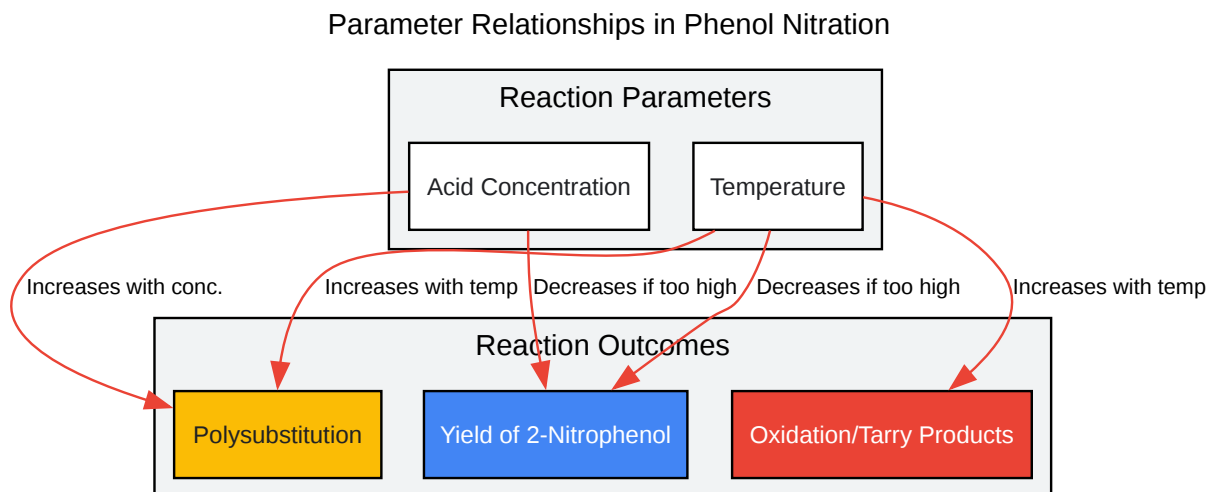 Parameter Relationships in Phenol Nitration
Reaction Parameters
Acid Concentration
Temperature
Increases with conc.
Increases with temp
Decreases if too high
Decreases if too high
Increases with temp
Reaction Outcomes
Polysubstitution
Yield of 2-Nitrophenol
Oxidation/Tarry Products